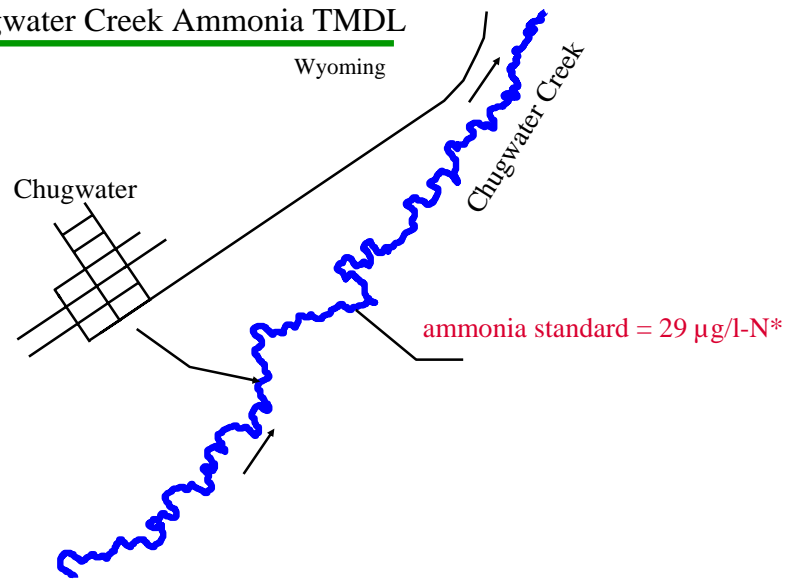 gwater Creek Ammonia TMDL
Wyoming
Chugwater Creek
Chugwater
ammonia standard = 29 µg/l-N*